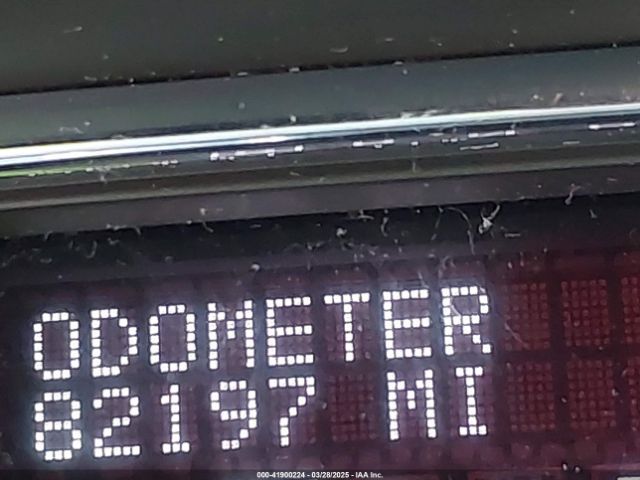 ODOMETER
82197 MI
000-41900224 - 03/28/2025 - IAA Inc.